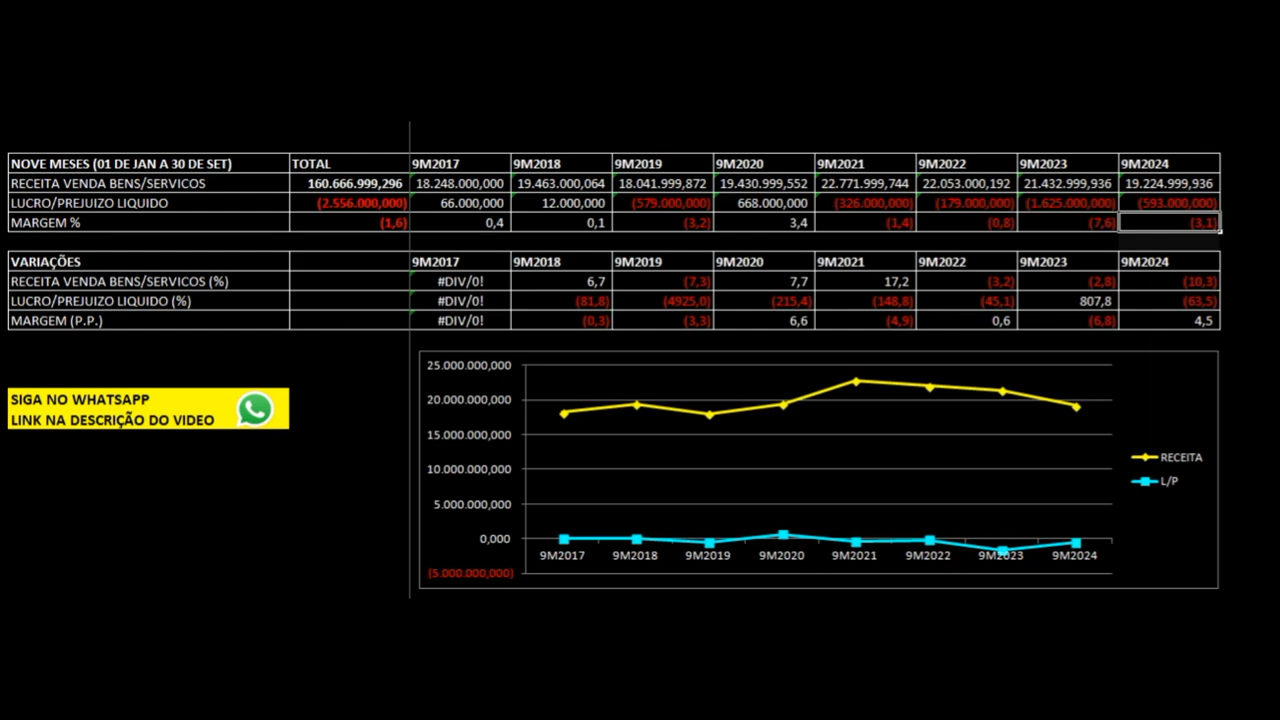 NOVE MESES (01 DE JAN A 30 DE SET) TOTAL 9M2017 9M2018 9M2019 9M2020 9M2021 9M2022 9M2023 9M2024
RECEITA VENDA BENS/SERVICOS 160.666.999,296 18.248.000,000 19.463.000,064 18.041.999,872 19.430.999,552 22.771.999,744 22.053.000,192 21.432.999,936 19.224.999,936
LUCRO/PREJUIZO LIQUIDO (2.556.000,000) 66.000,000 12.000,000 (579.000,000) 668.000,000 (326.000,000) (179.000,000) (1.625.000,000) (593.000,000)
MARGEM % (1,6) 0,4 0,1 (3,2) 3,4 (1,4) (0,8) (7,6) (3,1)
VARIAÇÕES 9M2017 9M2018 9M2019 9M2020 9M2021 9M2022 9M2023 9M2024
RECEITA VENDA BENS/SERVICOS (%) #DIV/0! 6,7 (7,3) 7,7 17,2 (3,2) (2,8) (10,3)
LUCRO/PREJUIZO LIQUIDO (%) #DIV/0! (81,8) (4925,0) (215,4) (148,8) (45,1) 807,8 (63,5)
MARGEM (P.P.) #DIV/0! (0,3) (3,3) 6,6 (4,9) 0,6 (6,8) 4,5
SIGA NO WHATSAPP
LINK NA DESCRIÇÃO DO VIDEO
25.000.000,000
20.000.000,000
15.000.000,000
10.000.000,000
5.000.000,000
0,000
(5.000.000,000)
9M2017 9M2018 9M2019 9M2020 9M2021 9M2022 9M2023 9M2024
RECEITA
L/P